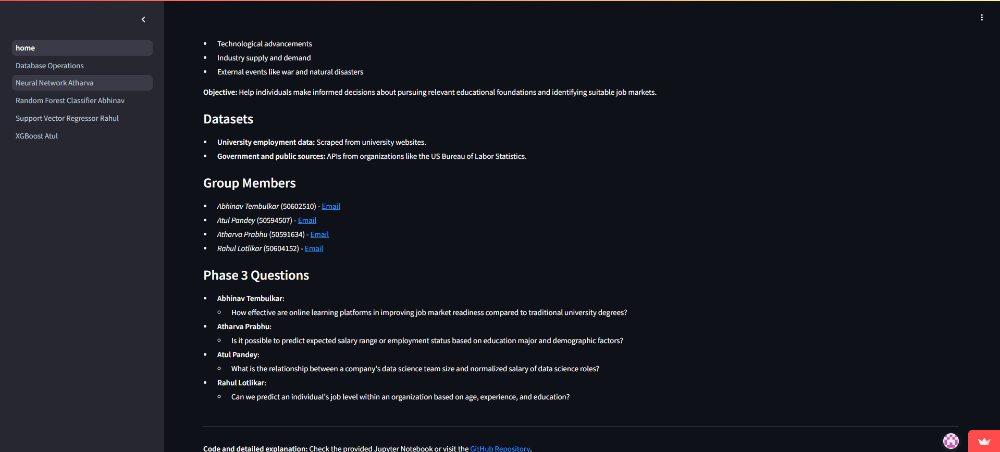 home
Database Operations
Neural Network Atharva
Random Forest Classifier Abhinav
Support Vector Regressor Rahul
XGBoost Atul
Technological advancements
Industry supply and demand
External events like war and natural disasters
Objective: Help individuals make informed decisions about pursuing relevant educational foundations and identifying suitable job markets.
Datasets
University employment data: Scraped from university websites.
Government and public sources: APIs from organizations like the US Bureau of Labor Statistics.
Group Members
Abhinav Tembulkar (50602510) - Email
Atul Pandey (50594507) - Email
Atharva Prabhu (50591634) - Email
Rahul Lotlikar (50604152) - Email
Phase 3 Questions
Abhinav Tembulkar:
How effective are online learning platforms in improving job market readiness compared to traditional university degrees?
Atharva Prabhu:
Is it possible to predict expected salary range or employment status based on education major and demographic factors?
Atul Pandey:
What is the relationship between a company's data science team size and normalized salary of data science roles?
Rahul Lotlikar:
Can we predict an individual's job level within an organization based on age, experience, and education?
Code and detailed explanation: Check the provided Jupyter Notebook or visit the GitHub Repository.